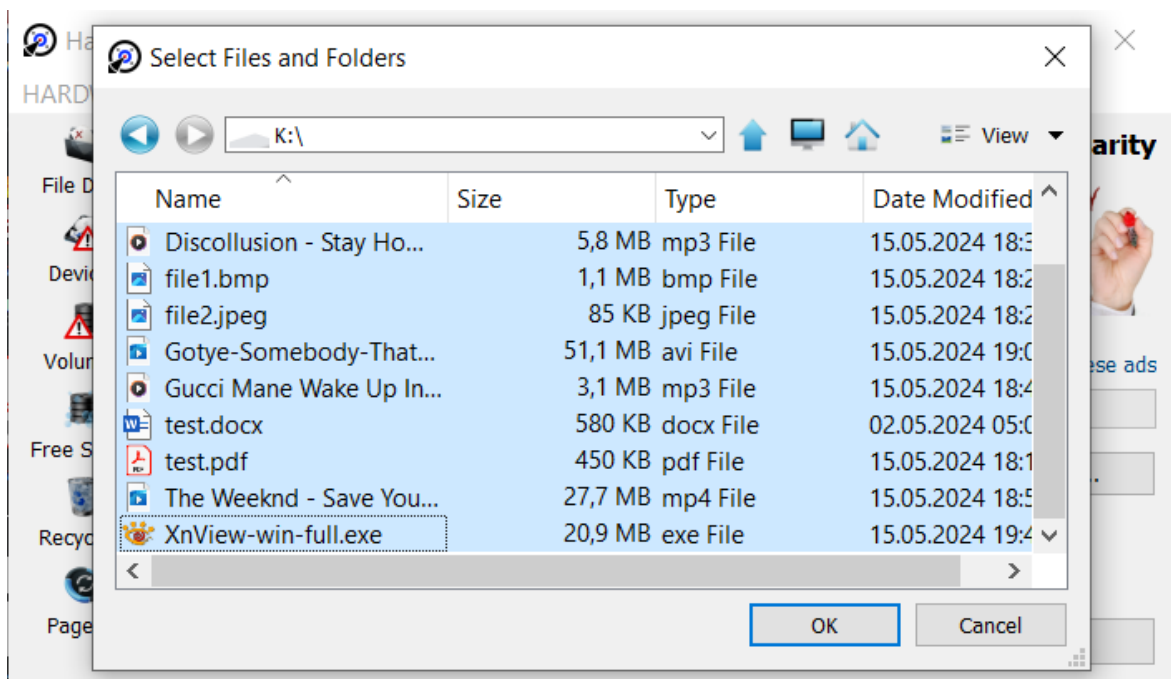 Select Files and Folders
HARD
K:\
View
arity
File D
Name Size Type Date Modified
Discollusion - Stay Ho... 5,8 MB mp3 File 15.05.2024 18:3
file1.bmp 1,1 MB bmp File 15.05.2024 18:2
Devi
file2.jpeg 85 KB jpeg File 15.05.2024 18:2
Gotye-Somebody-That... 51,1 MB avi File 15.05.2024 19:0
Volu
ese ads
Gucci Mane Wake Up In... 3,1 MB mp3 File 15.05.2024 18:4
test.docx 580 KB docx File 02.05.2024 05:0
Free S
test.pdf 450 KB pdf File 15.05.2024 18:1
The Weeknd - Save You... 27,7 MB mp4 File 15.05.2024 18:5
XnView-win-full.exe 20,9 MB exe File 15.05.2024 19:4
Recyc
Page
OK Cancel